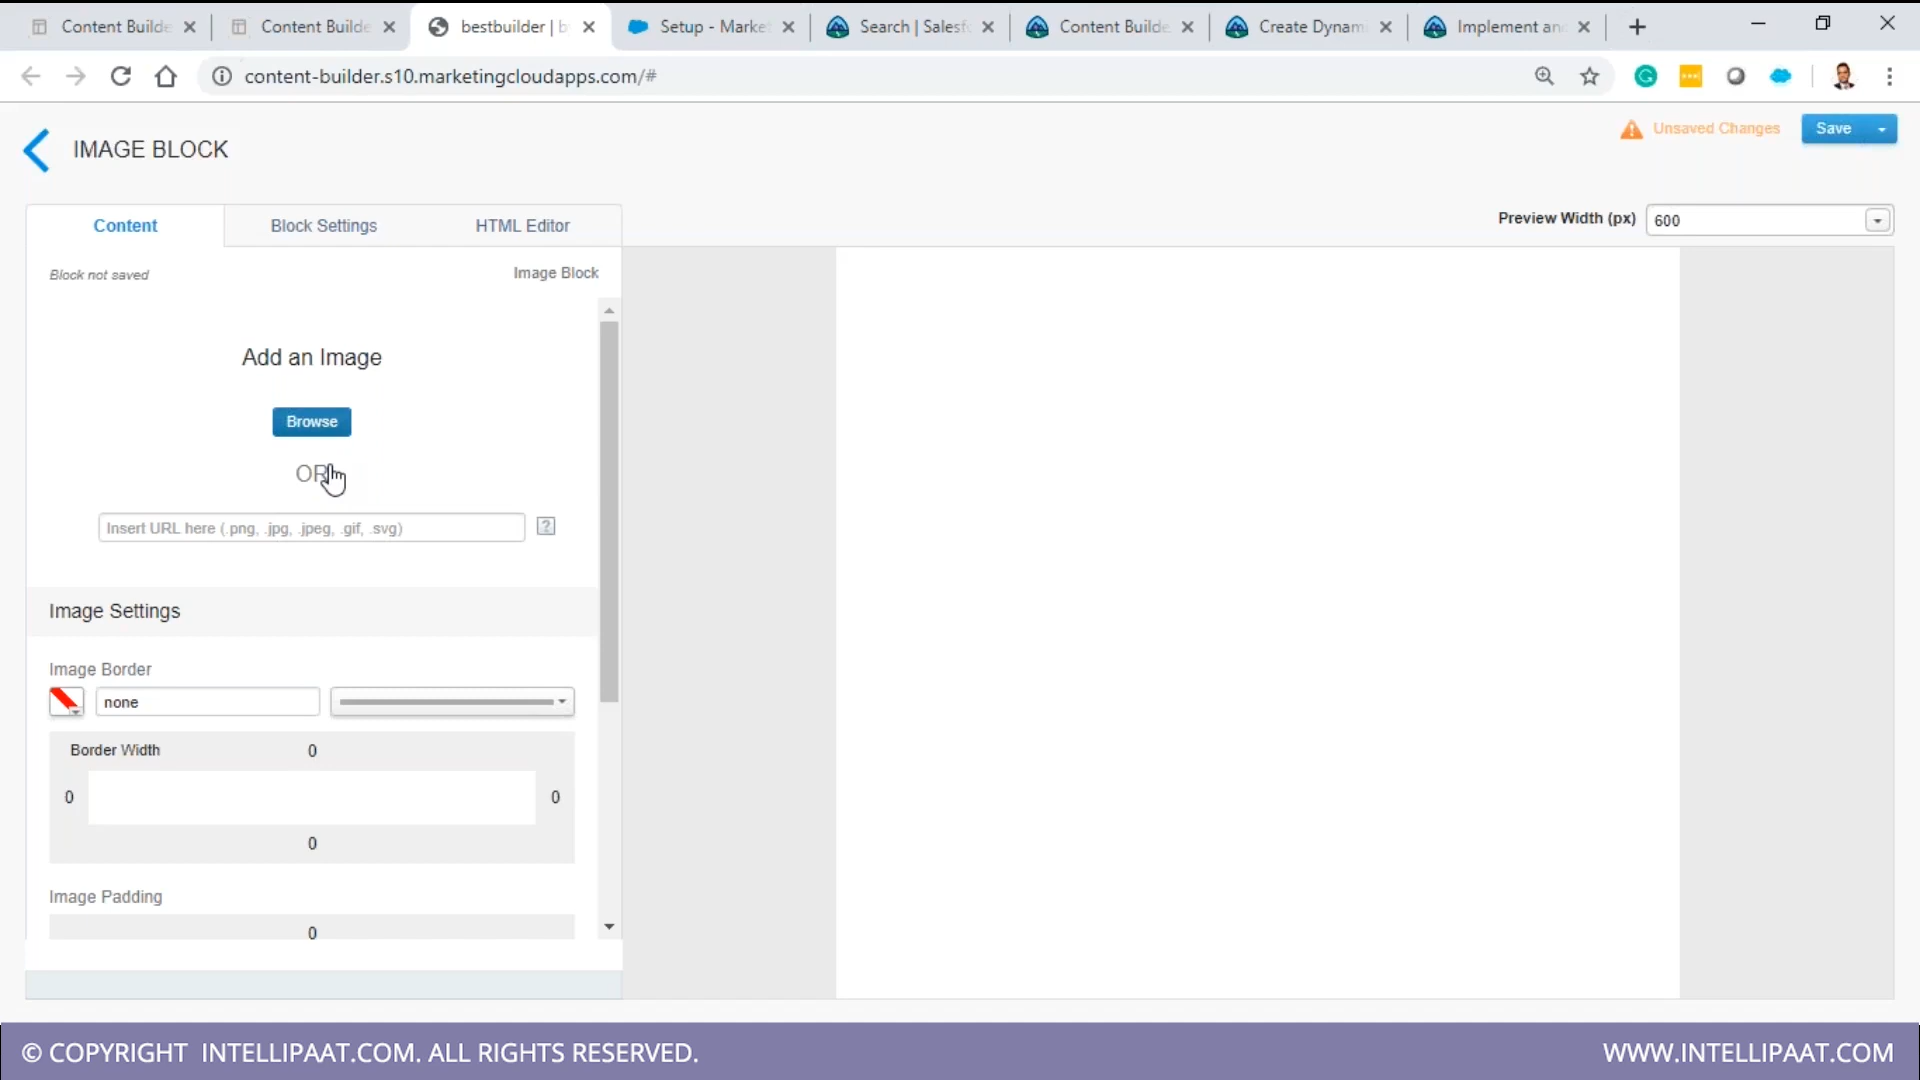 Content Builde
Content Builde
bestbuilder | b
Setup - Market
Search | Salesfo
Content Builde
Create Dynam
Implement an
content-builder.s10.marketingcloudapps.com/#
IMAGE BLOCK
Unsaved Changes
Save
Content
Block Settings
HTML Editor
Preview Width (px)
600
Block not saved
Image Block
Add an Image
Browse
OR
Insert URL here (.png, .jpg, .jpeg, .gif, .svg)
?
Image Settings
Image Border
none
Border Width
0
0
0
0
Image Padding
0
© COPYRIGHT INTELLIPAAT.COM. ALL RIGHTS RESERVED.
WWW.INTELLIPAAT.COM